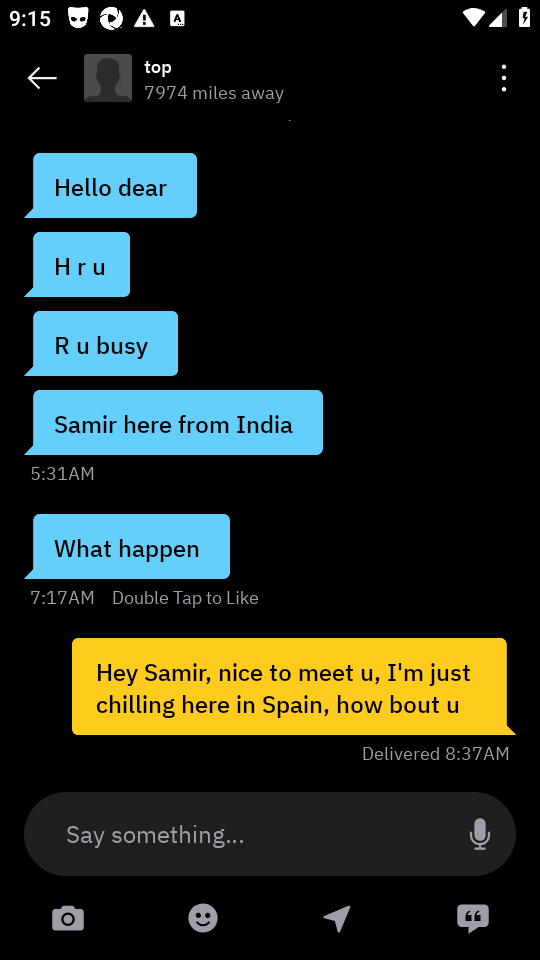 9:15
top
7974 miles away
Hello dear
H r u
R u busy
Samir here from India
5:31AM
What happen
7:17AM Double Tap to Like
Hey Samir, nice to meet u, I'm just
chilling here in Spain, how bout u
Delivered 8:37AM
Say something...